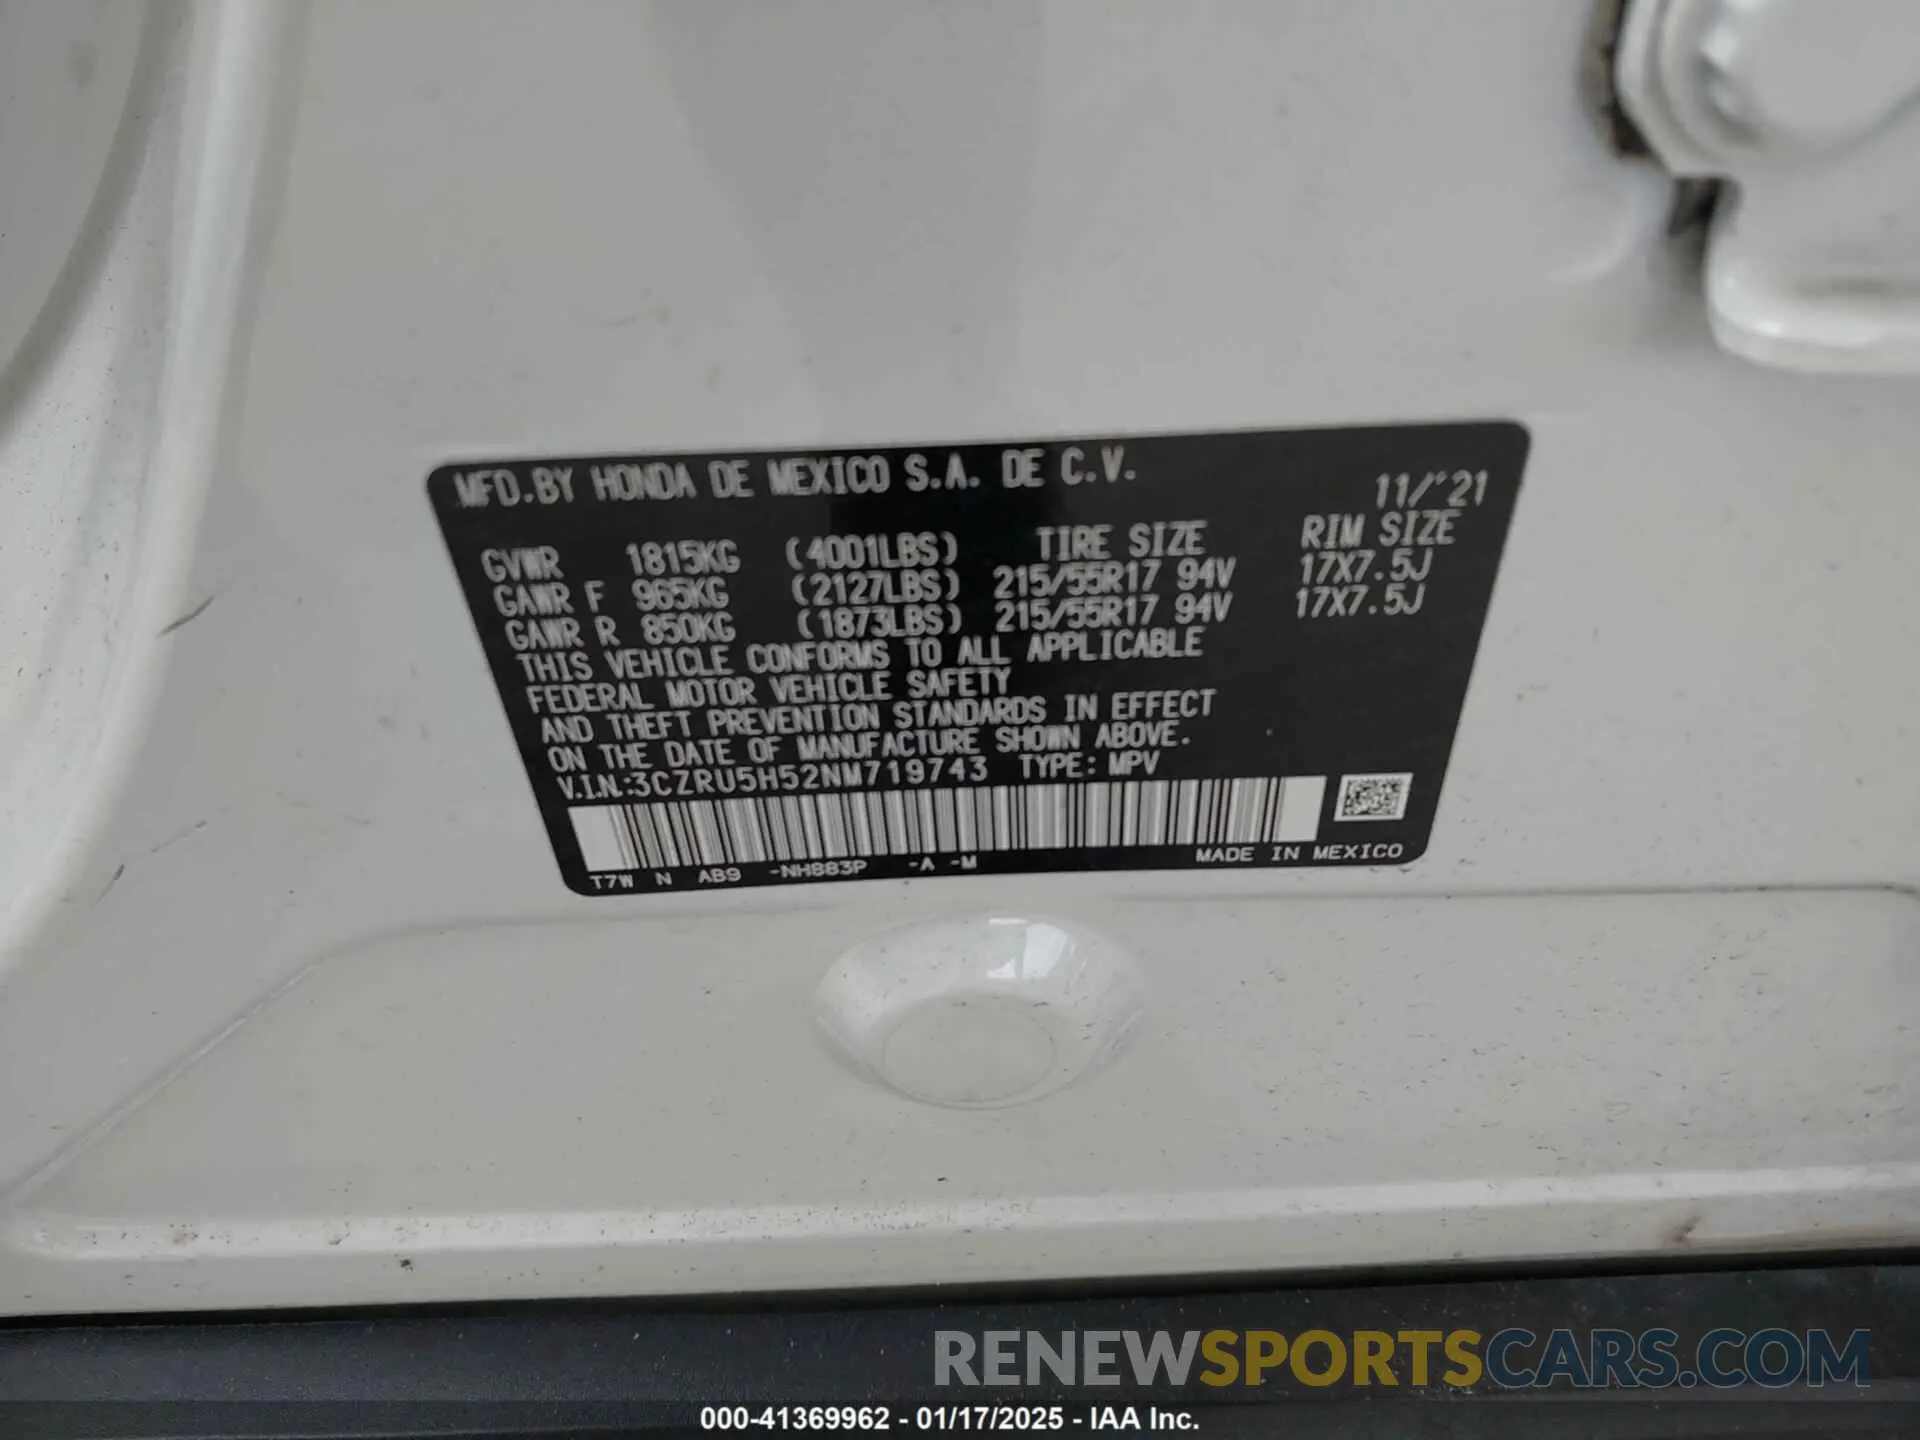 MFD.BY HONDA DE MEXICO S.A. DE C.V. 11/'21
GVWR 1815KG (4001LBS) TIRE SIZE RIM SIZE
GAWR F 965KG (2127LBS) 215/55R17 94V 17X7.5J
GAWR R 850KG (1873LBS) 215/55R17 94V 17X7.5J
THIS VEHICLE CONFORMS TO ALL APPLICABLE
FEDERAL MOTOR VEHICLE SAFETY
AND THEFT PREVENTION STANDARDS IN EFFECT
ON THE DATE OF MANUFACTURE SHOWN ABOVE.
V.I.N.:3CZRU5H52NM719743 TYPE: MPV
T7W N AB9 -NH883P -A -M MADE IN MEXICO
RENEWSPORTSCARS.COM
000-41369962 - 01/17/2025 - IAA Inc.